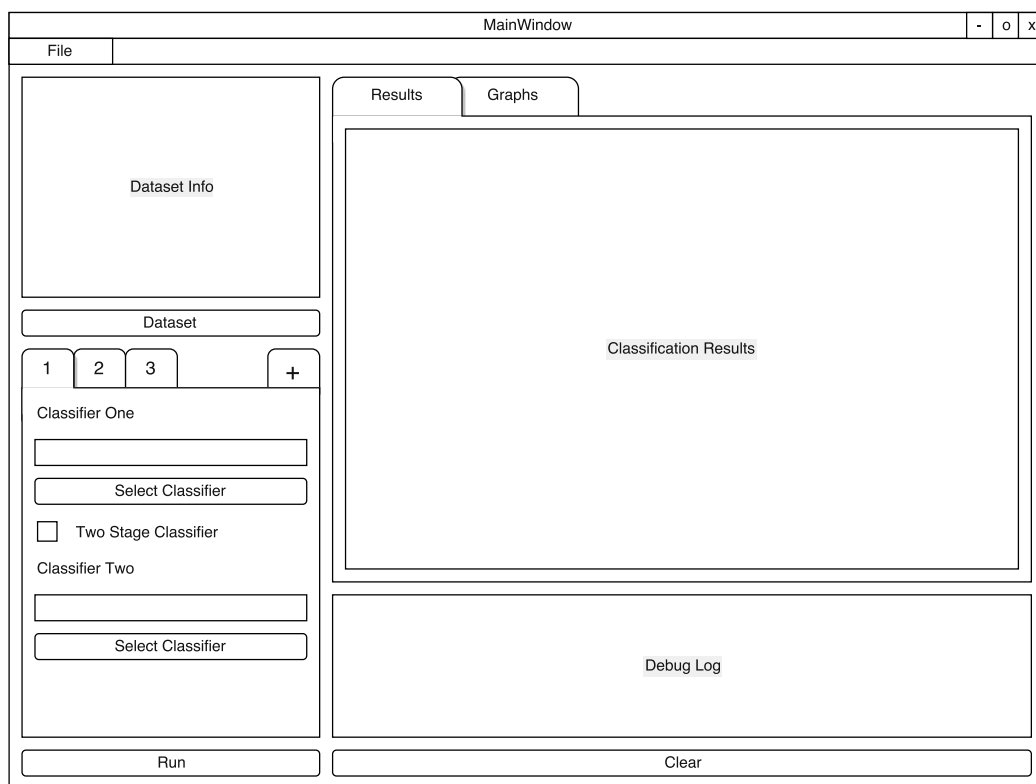 MainWindow
- o x
File
Dataset Info
Dataset
1 2 3 +
Classifier One
Select Classifier
Two Stage Classifier
Classifier Two
Select Classifier
Run
Results Graphs
Classification Results
Debug Log
Clear